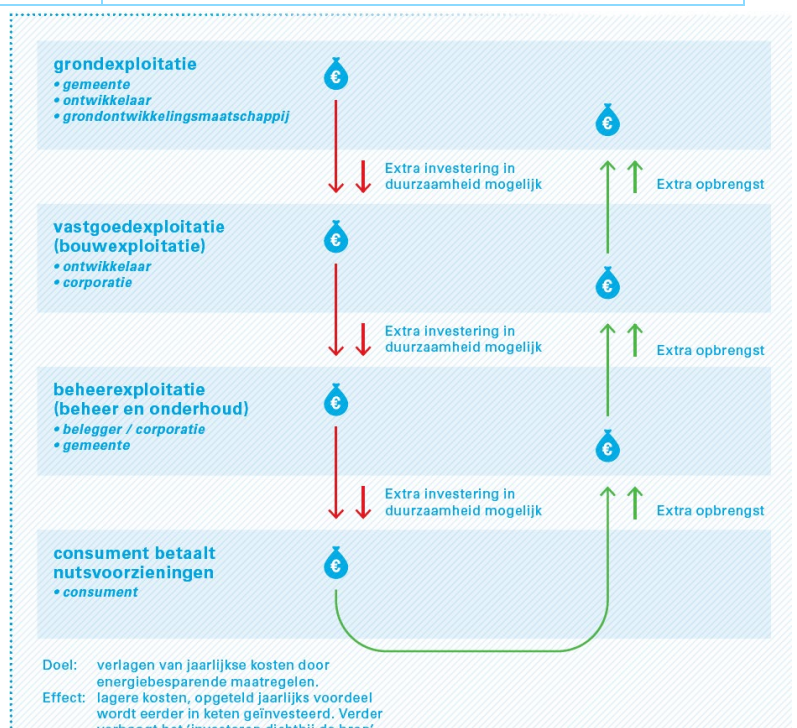 grondexploitatie
• gemeente
• ontwikkelaar
• grondontwikkelingsmaatschappij
€
€
Extra investering in
duurzaamheid mogelijk
Extra opbrengst
vastgoedexploitatie
(bouwexploitatie)
• ontwikkelaar
• corporatie
€
€
Extra investering in
duurzaamheid mogelijk
Extra opbrengst
beheerexploitatie
(beheer en onderhoud)
• belegger / corporatie
• gemeente
€
€
Extra investering in
duurzaamheid mogelijk
Extra opbrengst
consument betaalt
nutsvoorzieningen
• consument
€
Doel: verlagen van jaarlijkse kosten door
energiebesparende maatregelen.
Effect: lagere kosten, opgeteld jaarlijks voordeel
wordt eerder in keten geïnvesteerd. Verder